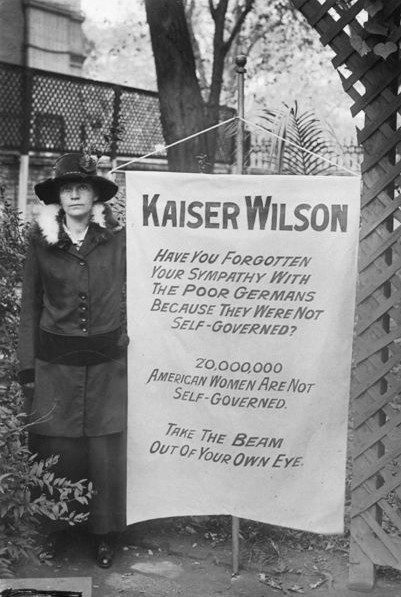 KAISER WILSON
HAVE YOU FORGOTTEN
YOUR SYMPATHY WITH
THE POOR GERMANS
BECAUSE THEY WERE NOT
SELF-GOVERNED?
20,000,000
AMERICAN WOMEN ARE NOT
SELF-GOVERNED.
TAKE THE BEAM
OUT OF YOUR OWN EYE.